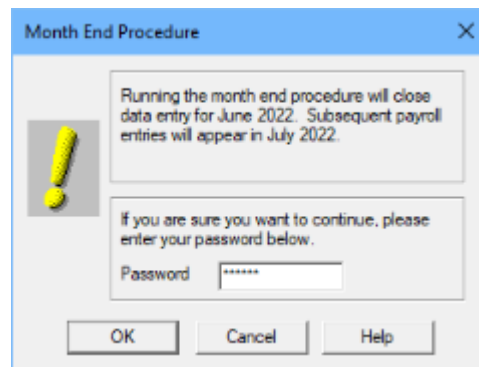 Month End Procedure
Running the month end procedure will close
data entry for June 2022. Subsequent payroll
entries will appear in July 2022.
If you are sure you want to continue, please
enter your password below.
Password ******
OK Cancel Help